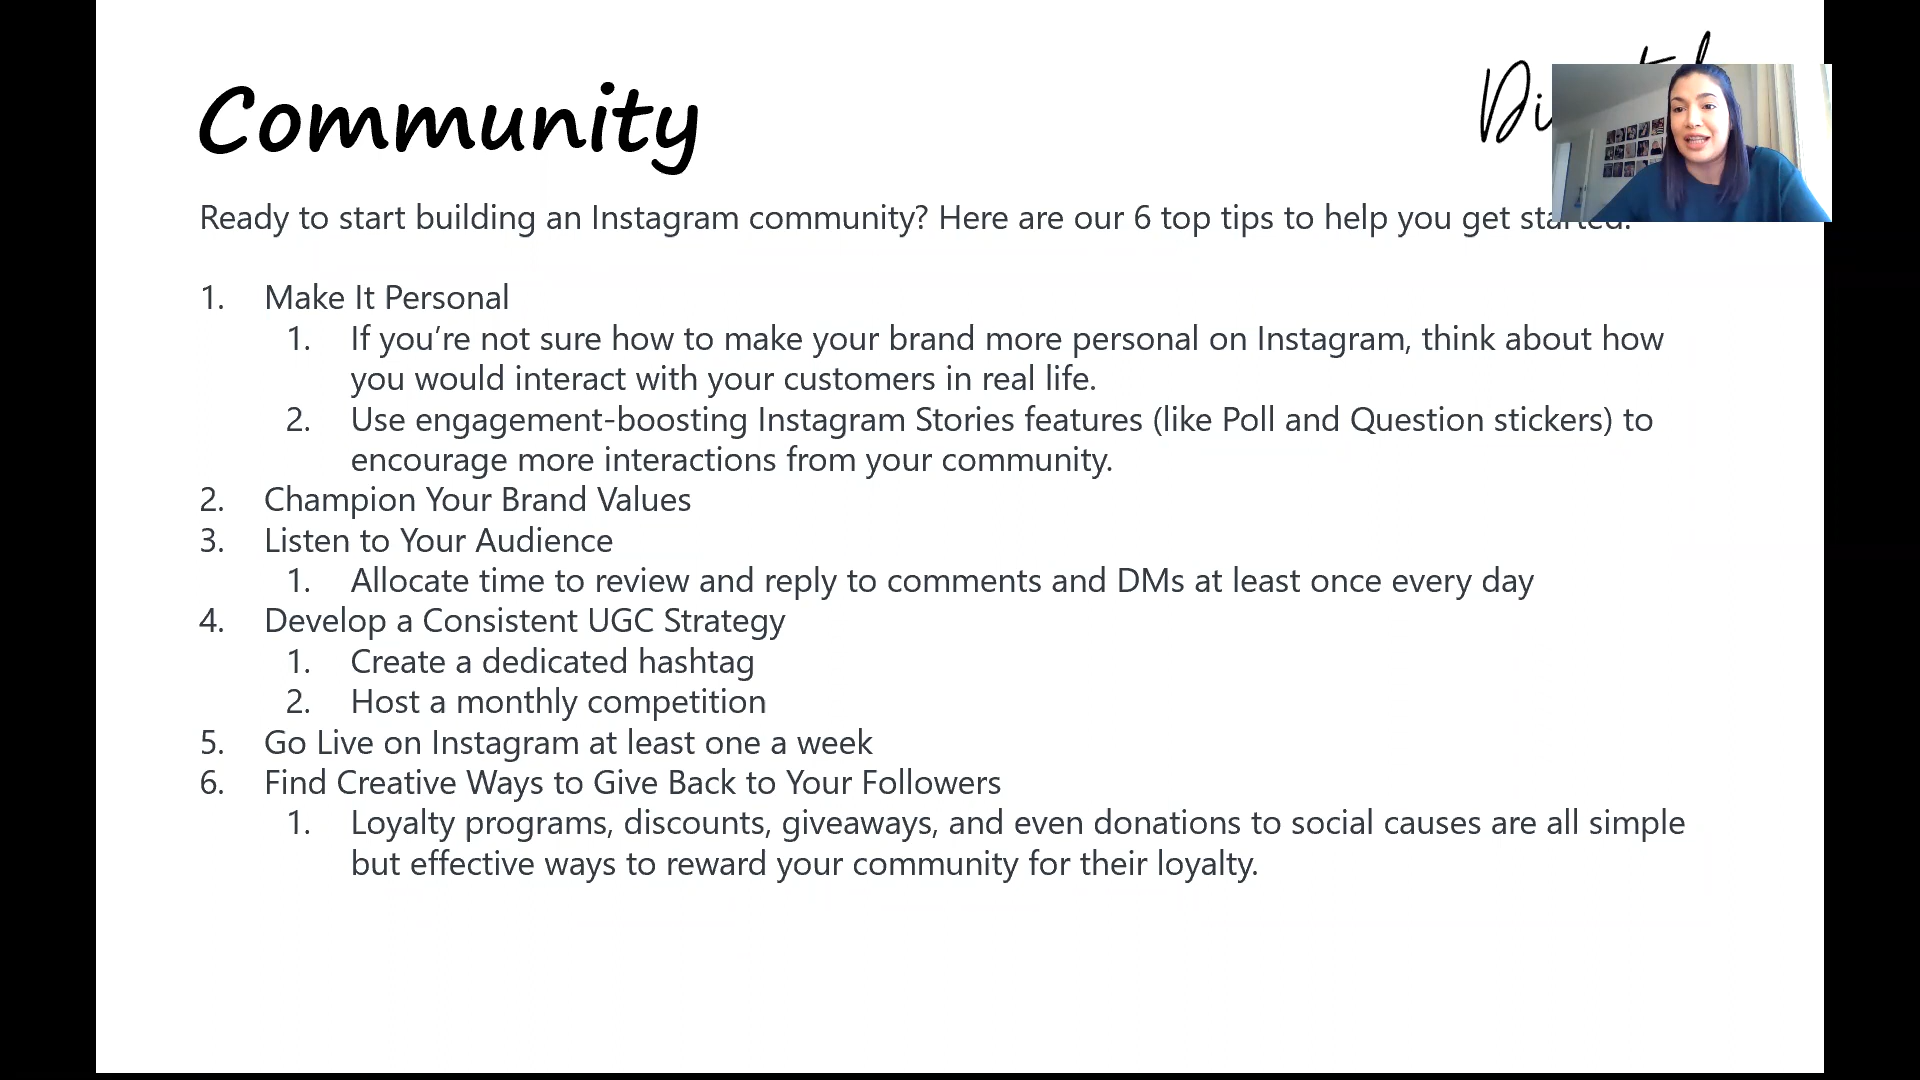 Community
Ready to start building an Instagram community? Here are our 6 top tips to help you get started.
1. Make It Personal
1. If you’re not sure how to make your brand more personal on Instagram, think about how
you would interact with your customers in real life.
2. Use engagement-boosting Instagram Stories features (like Poll and Question stickers) to
encourage more interactions from your community.
2. Champion Your Brand Values
3. Listen to Your Audience
1. Allocate time to review and reply to comments and DMs at least once every day
4. Develop a Consistent UGC Strategy
1. Create a dedicated hashtag
2. Host a monthly competition
5. Go Live on Instagram at least one a week
6. Find Creative Ways to Give Back to Your Followers
1. Loyalty programs, discounts, giveaways, and even donations to social causes are all simple
but effective ways to reward your community for their loyalty.